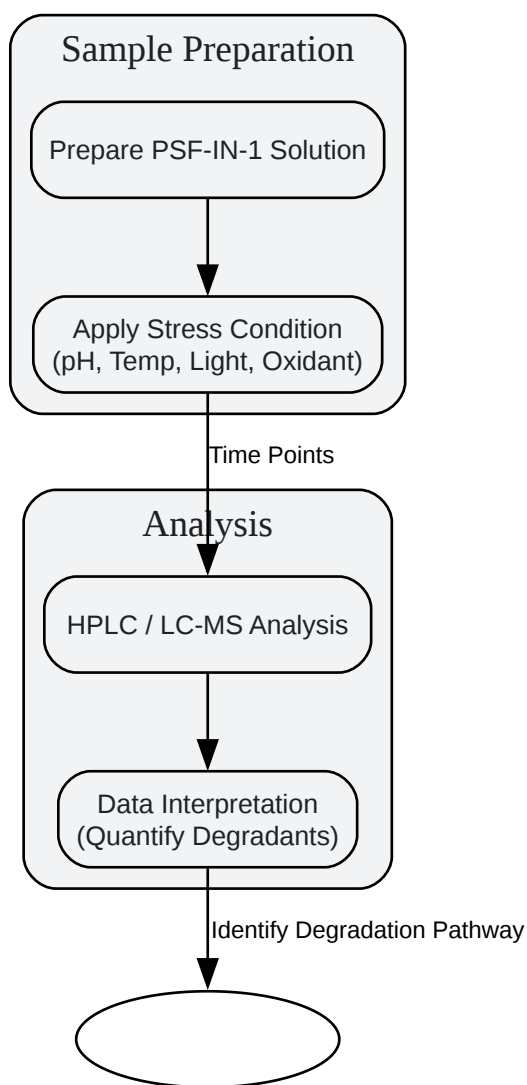 Sample Preparation
Prepare PSF-IN-1 Solution
Apply Stress Condition
(pH, Temp, Light, Oxidant)
Time Points
Analysis
HPLC / LC-MS Analysis
Data Interpretation
(Quantify Degradants)
Identify Degradation Pathway